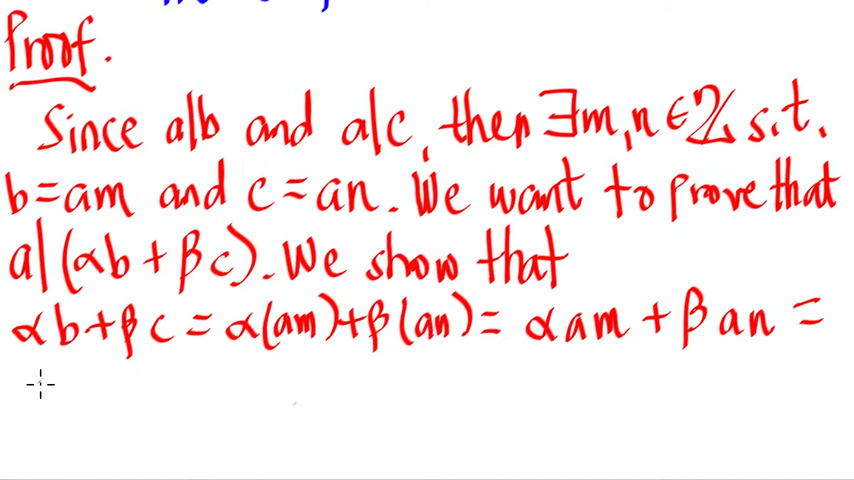 Proof.
Since a|b and a|c, then ∃m,n∈ℤ s.t.
b=am and c=an. We want to prove that
a|(αb+βc). We show that
αb+βc=α(am)+β(an)=αam+βan=